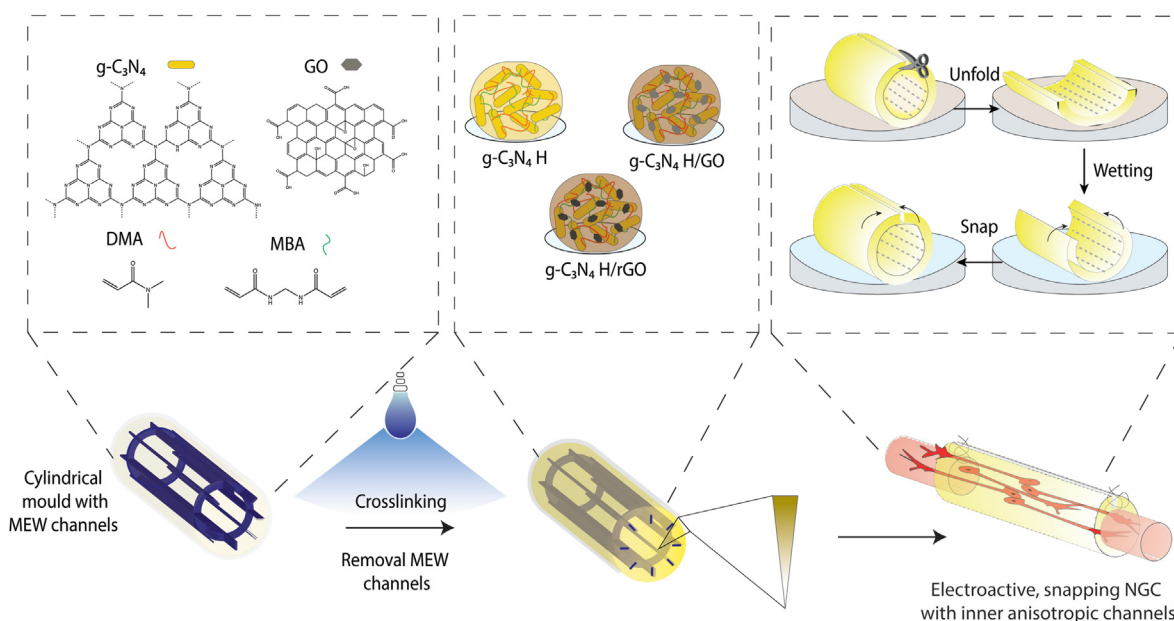 g-C₃N₄
GO
DMA
MBA
g-C₃N₄ H
g-C₃N₄ H/GO
g-C₃N₄ H/rGO
Unfold
Wetting
Snap
Cylindrical
mould with
MEW channels
Crosslinking
Removal MEW
channels
Electroactive, snapping NGC
with inner anisotropic channels